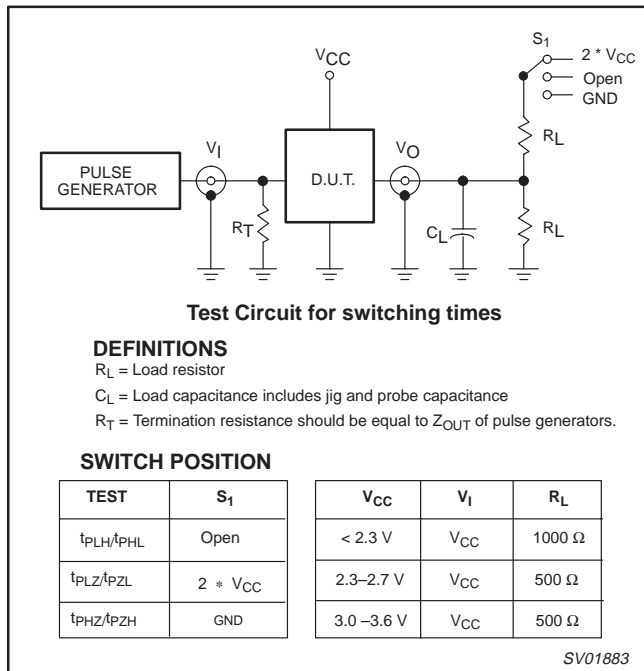 S1
2 * VCC
VCC
Open
GND
VI
VO
RL
PULSE
GENERATOR
D.U.T.
RT
CL
RL
Test Circuit for switching times
DEFINITIONS
RL = Load resistor
CL = Load capacitance includes jig and probe capacitance
RT = Termination resistance should be equal to ZOUT of pulse generators.
SWITCH POSITION
TEST S1
tPLH/tPHL Open
tPLZ/tPZL 2 * VCC
tPHZ/tPZH GND
VCC VI RL
< 2.3 V VCC 1000 Ω
2.3–2.7 V VCC 500 Ω
3.0 –3.6 V VCC 500 Ω
SV01883